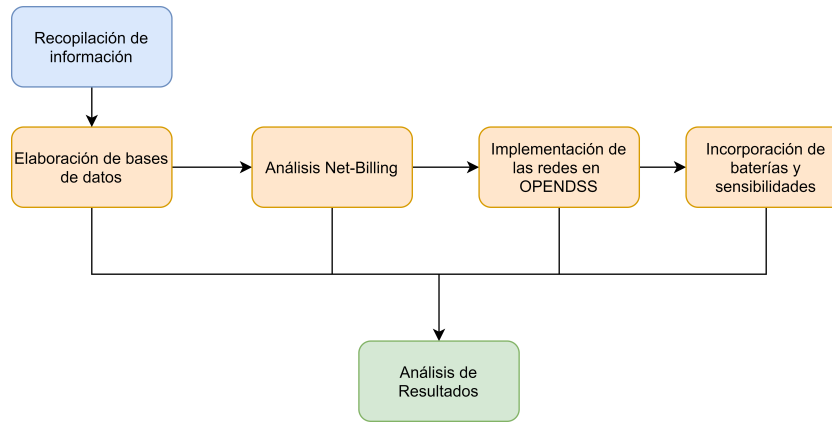 Recopilación de
información
Elaboración de bases
de datos
Análisis Net-Billing
Implementación de
las redes en
OPENDSS
Incorporación de
baterías y
sensibilidades
Análisis de
Resultados